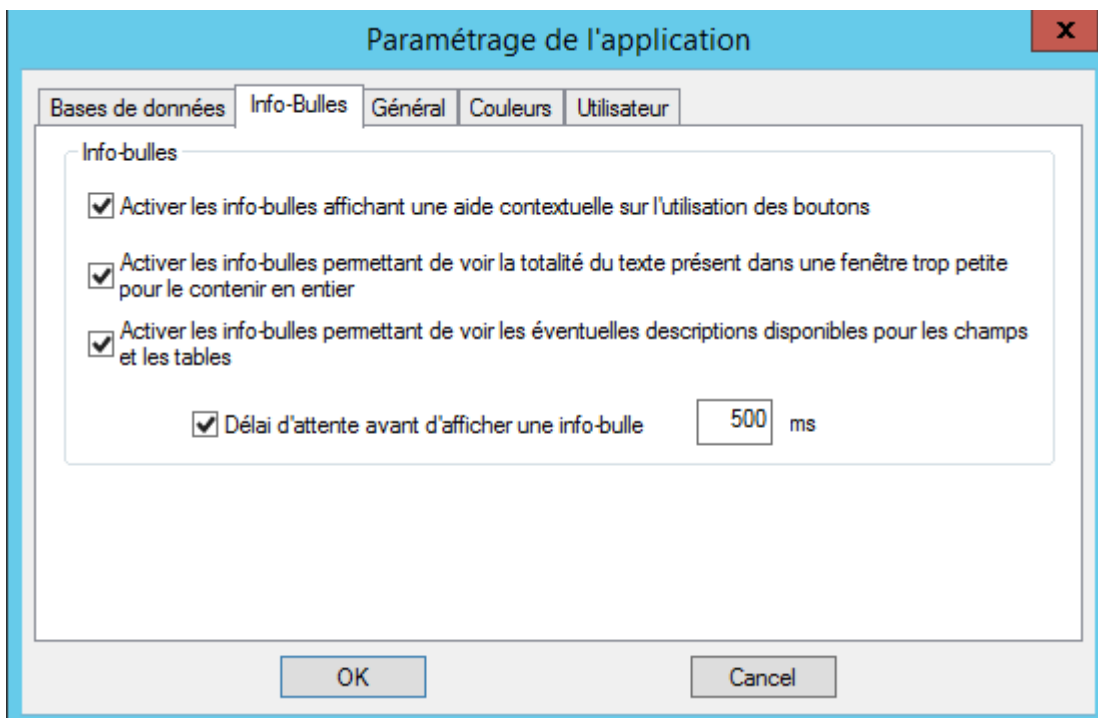 Paramétrage de l'application
x
Bases de données Info-Bulles Général Couleurs Utilisateur
Info-bulles
Activer les info-bulles affichant une aide contextuelle sur l'utilisation des boutons
Activer les info-bulles permettant de voir la totalité du texte présent dans une fenêtre trop petite
pour le contenir en entier
Activer les info-bulles permettant de voir les éventuelles descriptions disponibles pour les champs
et les tables
Délai d'attente avant d'afficher une info-bulle 500 ms
OK Cancel